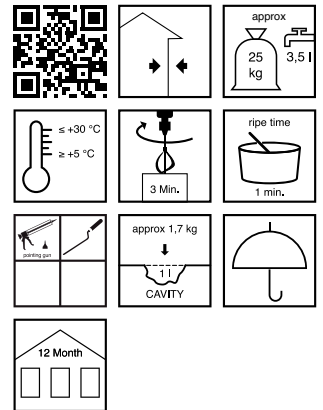 approx
25
kg
3,5 l
≤ +30 °C
≥ +5 °C
3 Min.
ripe time
1 min.
pointing gun
approx 1,7 kg
1 l
CAVITY
12 Month